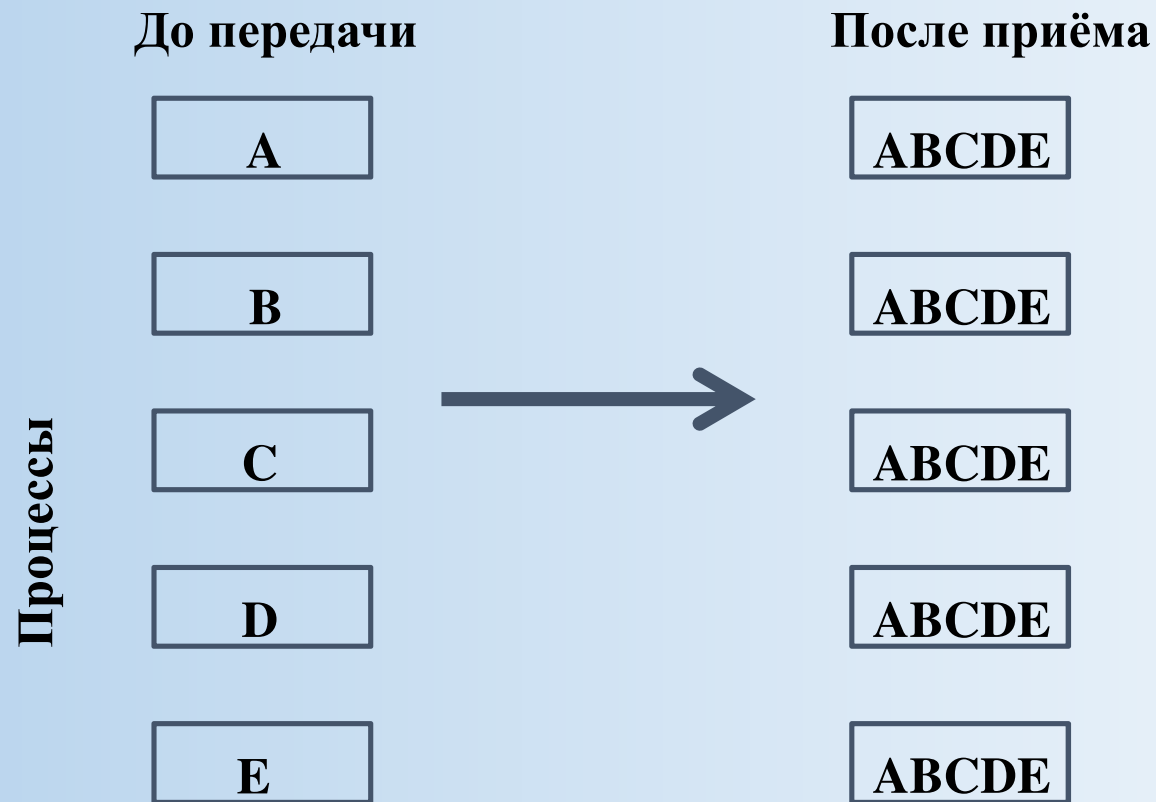 До передачи
После приёма
A
ABCDE
B
ABCDE
C
ABCDE
D
ABCDE
E
ABCDE
Процессы